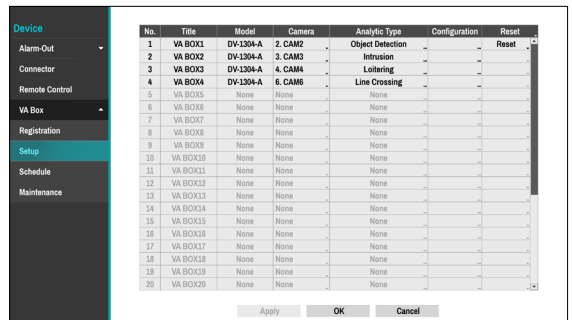 Device
Alarm-Out
Connector
Remote Control
VA Box
Registration
Setup
Schedule
Maintenance
No. Title Model Camera Analytic Type Configuration Reset
1 VA BOX1 DV-1304-A 2. CAM2 Object Detection ... Reset
2 VA BOX2 DV-1304-A 3. CAM3 Intrusion ...
3 VA BOX3 DV-1304-A 4. CAM4 Loitering ...
4 VA BOX4 DV-1304-A 6. CAM6 Line Crossing ...
5 VA BOX5 None None None
6 VA BOX6 None None None
7 VA BOX7 None None None
8 VA BOX8 None None None
9 VA BOX9 None None None
10 VA BOX10 None None None
11 VA BOX11 None None None
12 VA BOX12 None None None
13 VA BOX13 None None None
14 VA BOX14 None None None
15 VA BOX15 None None None
16 VA BOX16 None None None
17 VA BOX17 None None None
18 VA BOX18 None None None
19 VA BOX19 None None None
20 VA BOX20 None None None
Apply OK Cancel